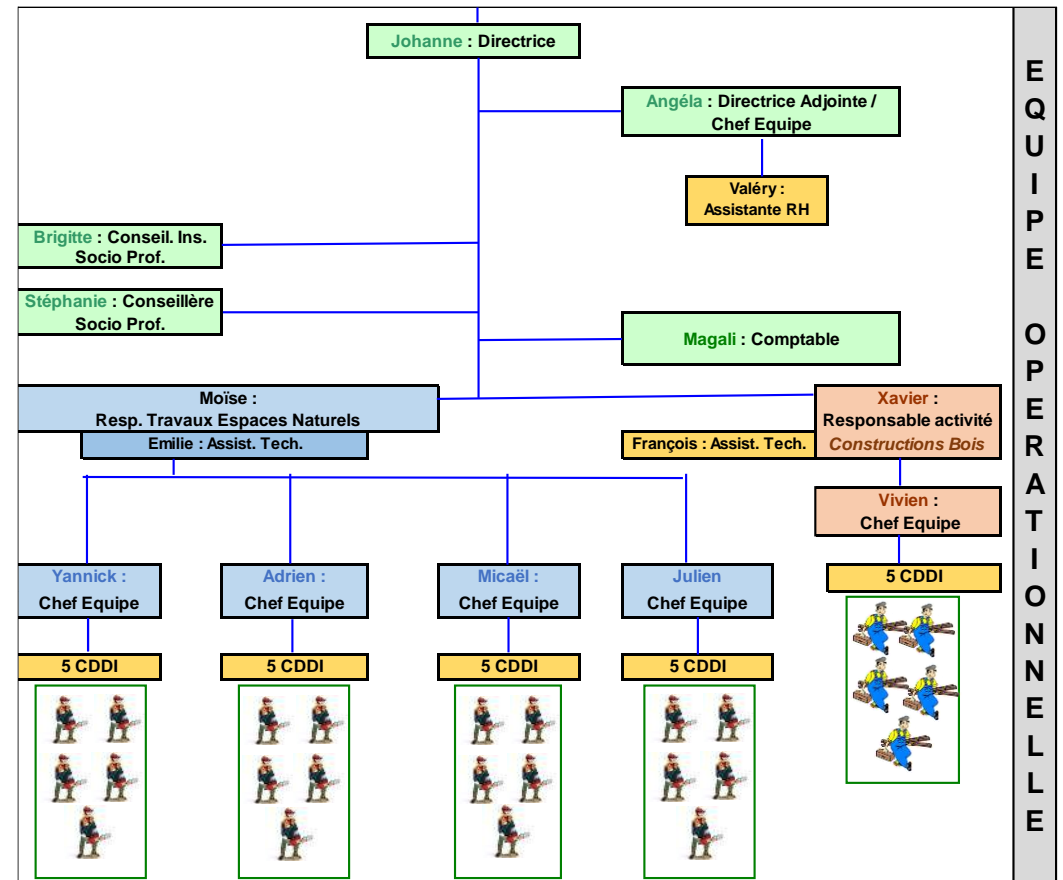 Johanne : Directrice
Angéla : Directrice Adjointe /
Chef Equipe
Valéry :
Assistante RH
Brigitte : Conseil. Ins.
Socio Prof.
Stéphanie : Conseillère
Socio Prof.
Magali : Comptable
Moïse :
Resp. Travaux Espaces Naturels
Emilie : Assist. Tech.
François : Assist. Tech.
Xavier :
Responsable activité
Constructions Bois
Vivien :
Chef Equipe
5 CDDI
Yannick :
Chef Equipe
Adrien :
Chef Equipe
Micaël :
Chef Equipe
Julien
Chef Equipe
5 CDDI
5 CDDI
5 CDDI
5 CDDI
EQUIPE OPERATIONNELLE